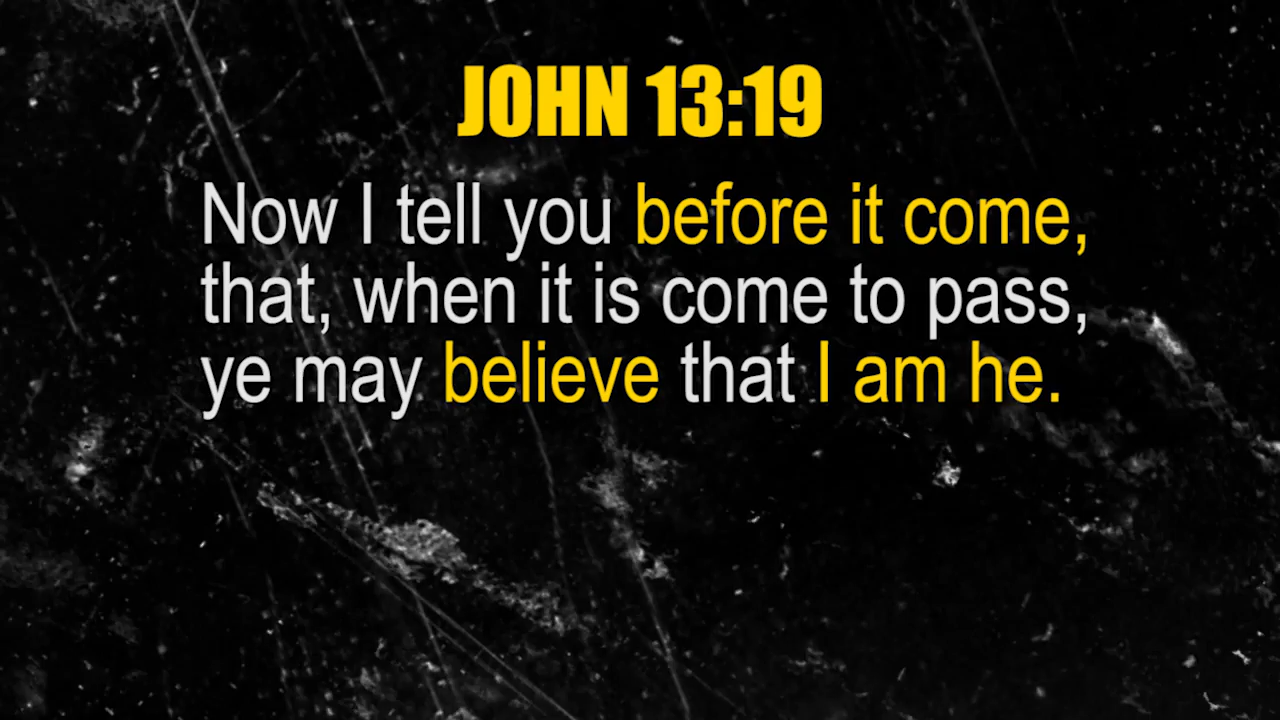 JOHN 13:19
Now I tell you before it come,
that, when it is come to pass,
ye may believe that I am he.